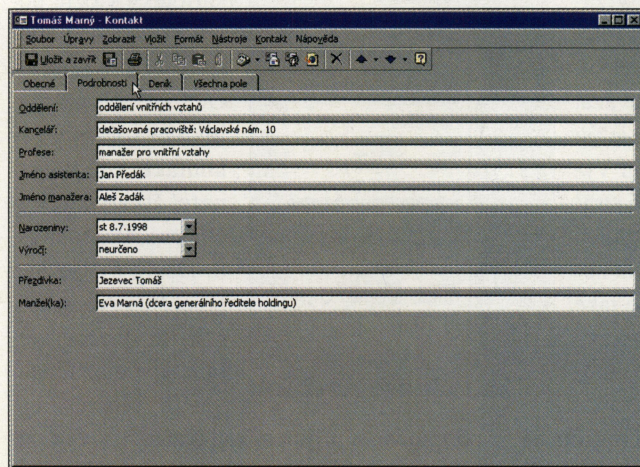 Tomáš Marný - Kontakt
Soubor Úpravy Zobrazit Vložit Formát Nástroje Kontakt Nápověda
Uložit a zavřít
Obecné Podrobnosti Deník Všechna pole
Oddělení: oddělení vnitřních vztahů
Kancelář: detašované pracoviště: Václavské nám. 10
Profese: manažer pro vnitřní vztahy
Jméno asistenta: Jan Předák
Jméno manažera: Aleš Zadák
Narozeniny: st 8.7.1998
Výročí: neurčeno
Přezdívka: Jezevec Tomáš
Manžel(ka): Eva Marná (dcera generálního ředitele holdingu)